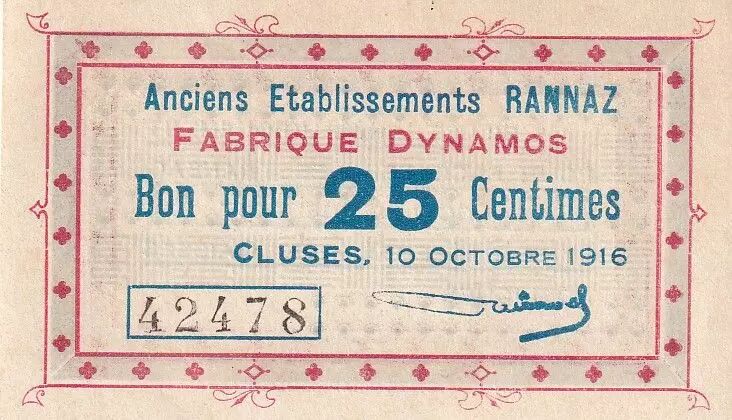 Anciens Etablissements RANNAZ
FABRIQUE DYNAMOS
Bon pour 25 Centimes
CLUSES, 10 OCTOBRE 1916
42478